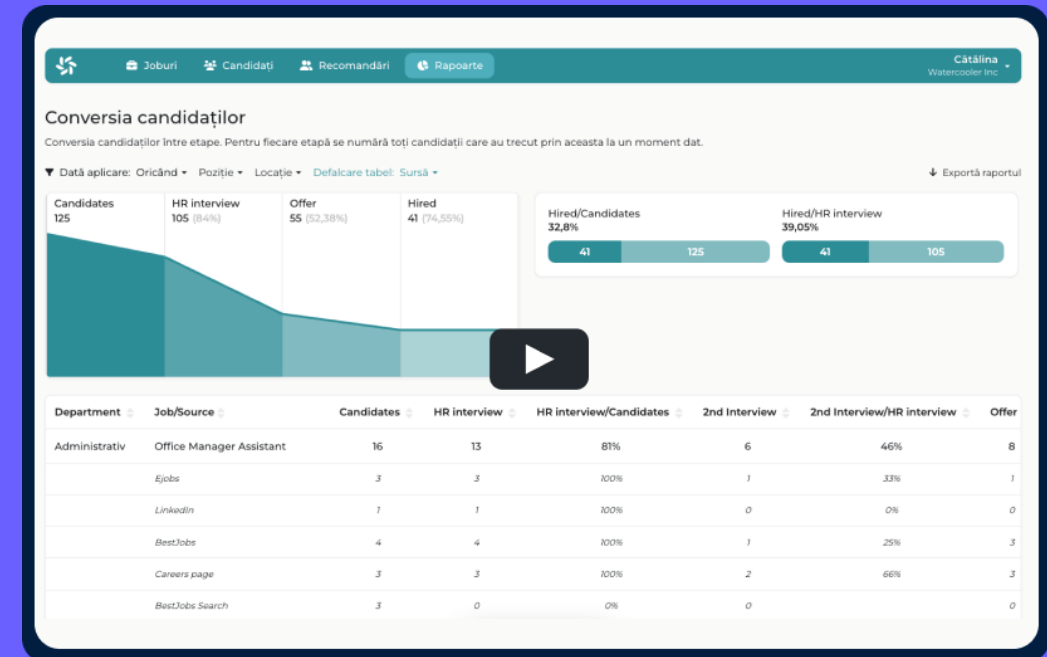 Joburi Candidați Recomandări Rapoarte Cătălina
Watercooler Inc
Conversia candidaților
Conversia candidaților între etape. Pentru fiecare etapă se numără toți candidații care au trecut prin aceasta la un moment dat.
Dată aplicare: Oricând Poziție Locație Defalcare tabel: Sursă Exportă raportul
Candidates HR interview Offer Hired
125 105 (84%) 55 (52,38%) 41 (74,55%)
Hired/Candidates Hired/HR interview
32,8% 39,05%
41 125 41 105
Department Job/Source Candidates HR interview HR interview/Candidates 2nd Interview 2nd Interview/HR interview Offer
Administrativ Office Manager Assistant 16 13 81% 6 46% 8
Ejobs 3 3 100% 1 33% 1
LinkedIn 1 1 100% 0 0% 0
BestJobs 4 4 100% 1 25% 3
Careers page 3 3 100% 2 66% 3
BestJobs Search 3 0 0% 0 0